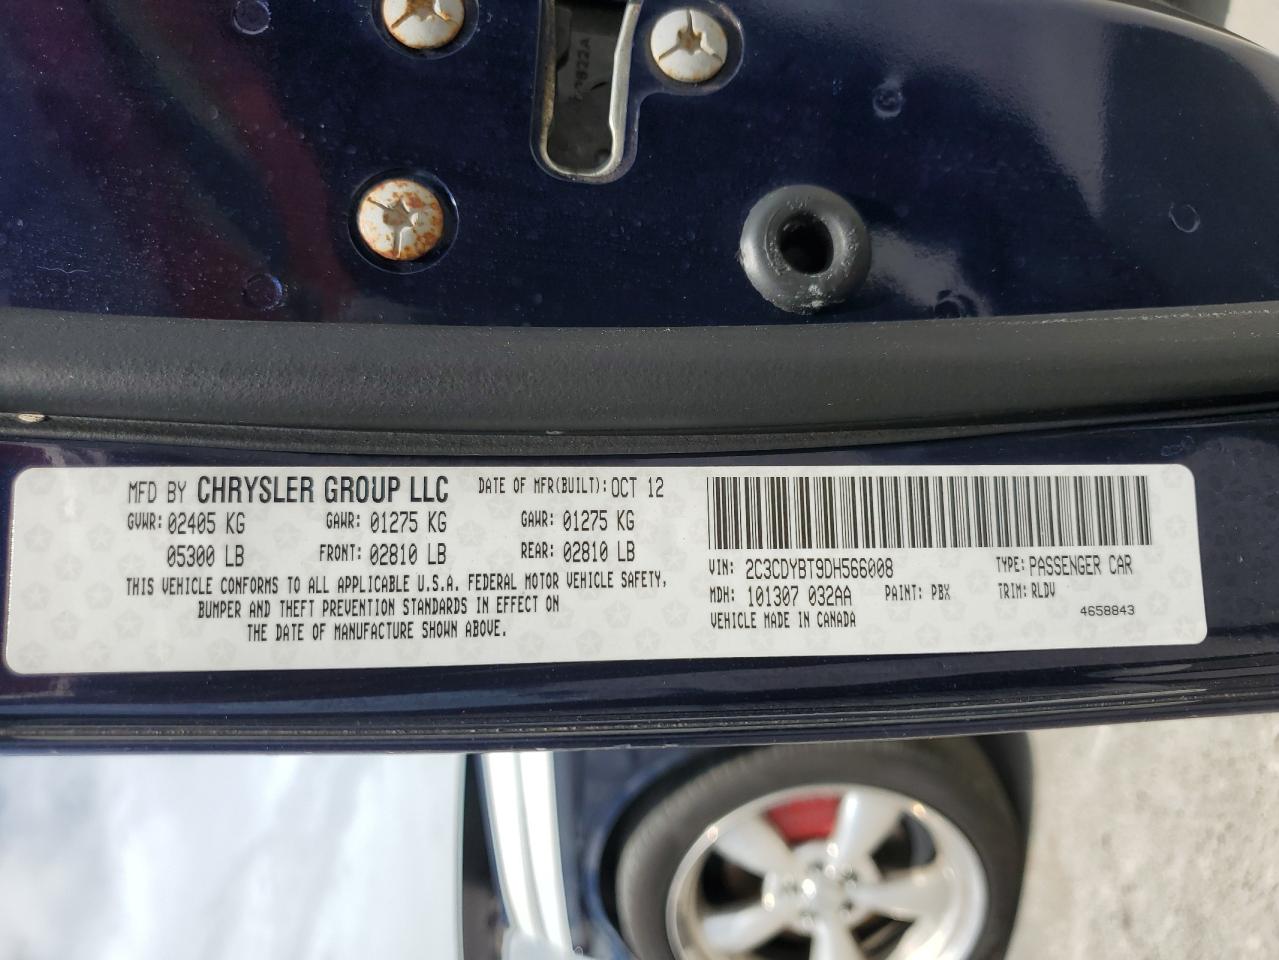 MFD BY CHRYSLER GROUP LLC DATE OF MFR(BUILT): OCT 12
GVWR: 02405 KG GAWR: 01275 KG GAWR: 01275 KG
05300 LB FRONT: 02810 LB REAR: 02810 LB
THIS VEHICLE CONFORMS TO ALL APPLICABLE U.S.A. FEDERAL MOTOR VEHICLE SAFETY,
BUMPER AND THEFT PREVENTION STANDARDS IN EFFECT ON
THE DATE OF MANUFACTURE SHOWN ABOVE.
VIN: 2C3CDYBT9DH566008 TYPE: PASSENGER CAR
MDH: 101307 032AA PAINT: PBX TRIM: RLDV
VEHICLE MADE IN CANADA 4658843